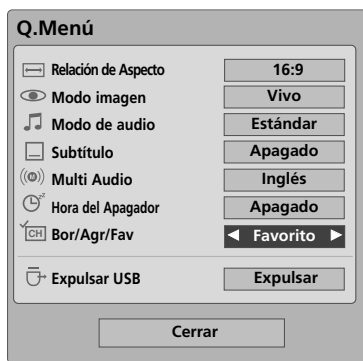 Q.Menú
Relación de Aspecto 16:9
Modo imagen Vivo
Modo de audio Estándar
Subtítulo Apagado
Multi Audio Inglés
Hora del Apagador Apagado
CH Bor/Agr/Fav ◄ Favorito ►
Expulsar USB Expulsar
Cerrar